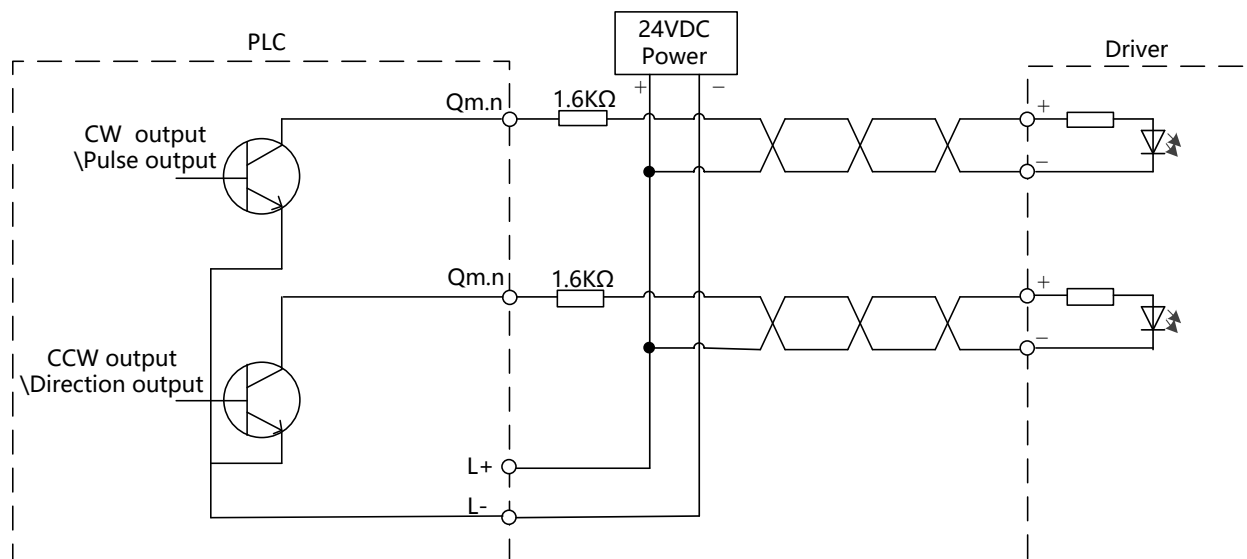 24VDC
Power
PLC
Driver
+
−
Qm.n
1.6KΩ
+
CW  output
\Pulse output
−
Qm.n
1.6KΩ
+
CCW output
\Direction output
−
L+
L-